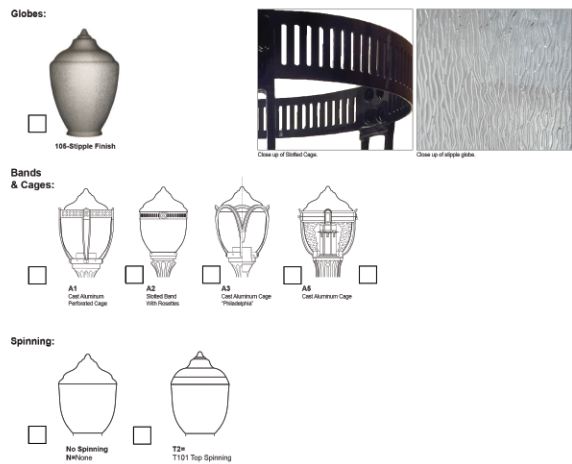 Globes:
105-Stipple Finish
Close up of Slotted Cage.
Close up of stipple globe.
Bands
& Cages:
A1
Cast Aluminum
Perforated Cage
A2
Slotted Band
With Rosettes
A3
Cast Aluminum Cage
"Philadelphia"
A5
Cast Aluminum Cage
Spinning:
No Spinning
N=None
T2=
T101 Top Spinning